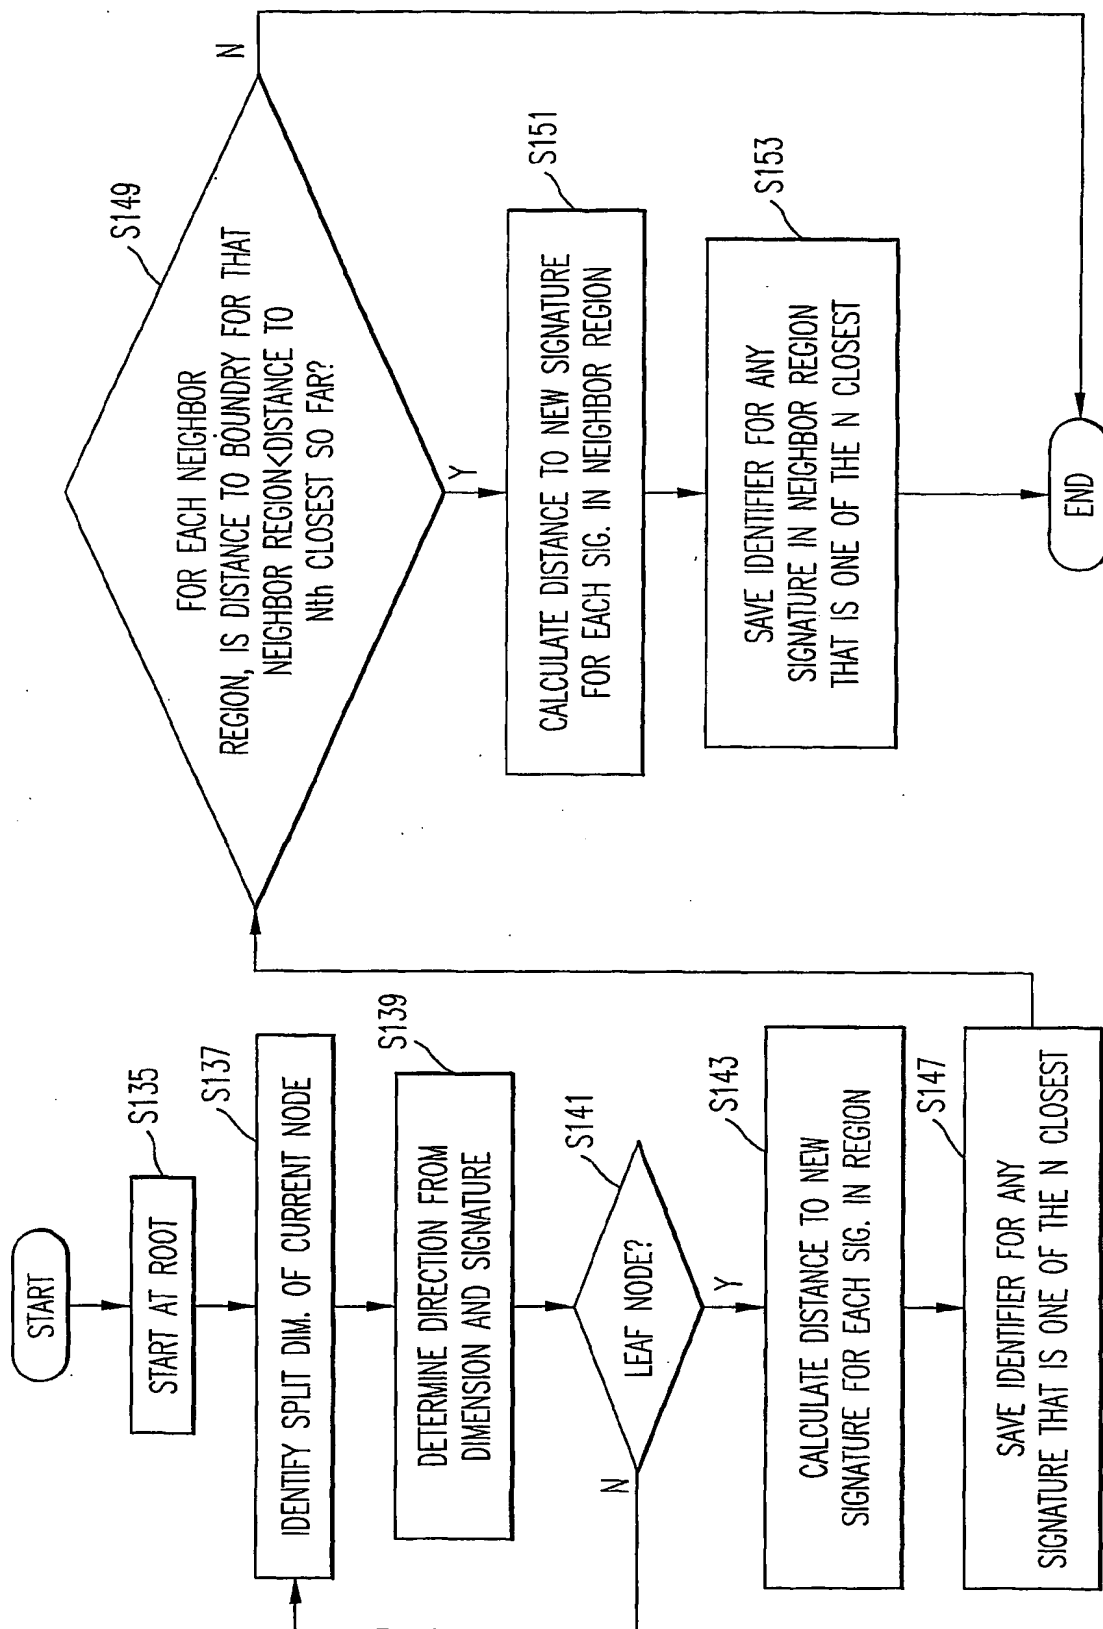 START
START AT ROOT
S135
IDENTIFY SPLIT DIM. OF CURRENT NODE
S137
DETERMINE DIRECTION FROM
DIMENSION AND SIGNATURE
S139
LEAF NODE?
S141
N
Y
CALCULATE DISTANCE TO NEW
SIGNATURE FOR EACH SIG. IN REGION
S143
SAVE IDENTIFIER FOR ANY
SIGNATURE THAT IS ONE OF THE N CLOSEST
S147
FOR EACH NEIGHBOR
REGION, IS DISTANCE TO BOUNDRY FOR THAT
NEIGHBOR REGION<DISTANCE TO
Nth CLOSEST SO FAR?
S149
N
Y
CALCULATE DISTANCE TO NEW SIGNATURE
FOR EACH SIG. IN NEIGHBOR REGION
S151
SAVE IDENTIFIER FOR ANY
SIGNATURE IN NEIGHBOR REGION
THAT IS ONE OF THE N CLOSEST
S153
END